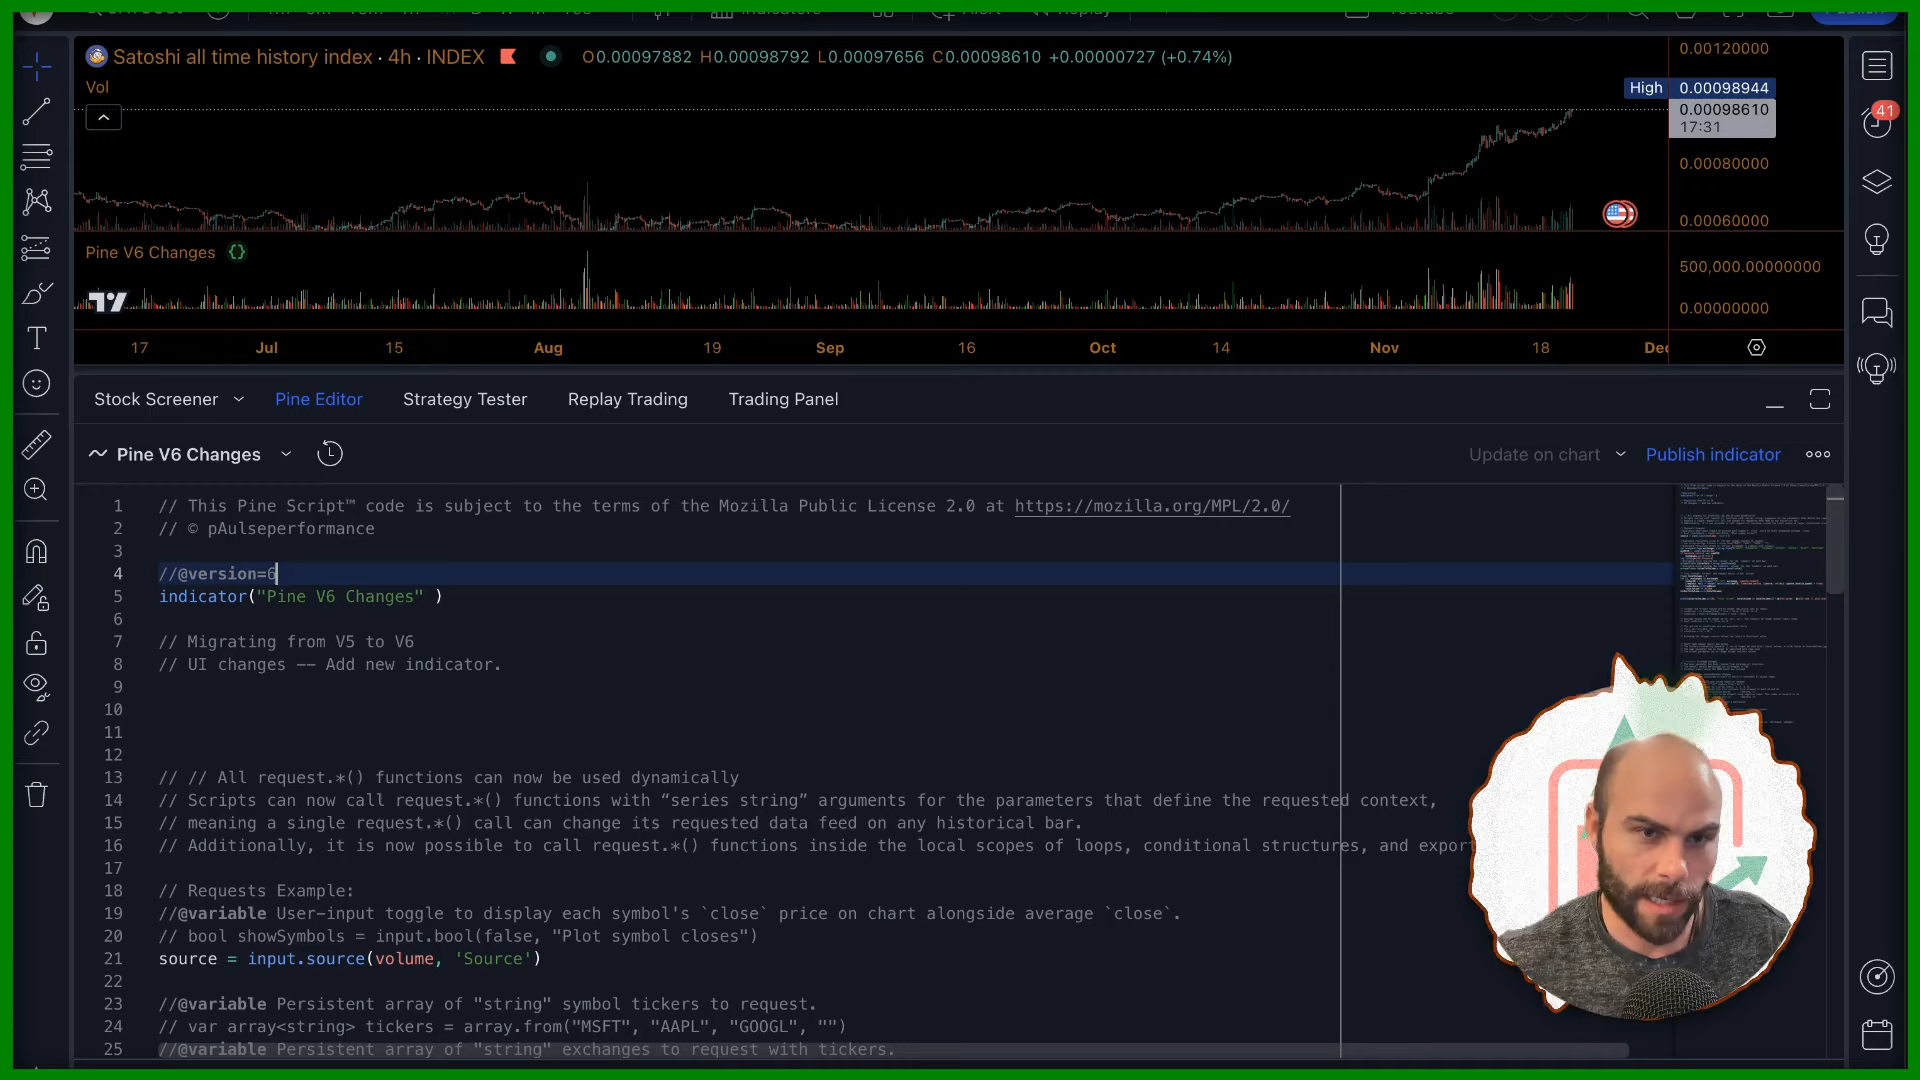 Satoshi all time history index · 4h · INDEX
O0.00097882 H0.00098792 L0.00097656 C0.00098610 +0.00000727 (+0.74%)
Vol
0.00120000
High 0.00098944
0.00098610
17:31
0.00080000
0.00060000
41
Pine V6 Changes {}
500,000.00000000
0.00000000
17 Jul 15 Aug 19 Sep 16 Oct 14 Nov 18 Dec
Stock Screener Pine Editor Strategy Tester Replay Trading Trading Panel
Pine V6 Changes
Update on chart Publish indicator
1 // This Pine Script™ code is subject to the terms of the Mozilla Public License 2.0 at https://mozilla.org/MPL/2.0/
2 // © pAulseperformance
3
4 //@version=6
5 indicator("Pine V6 Changes" )
6
7 // Migrating from V5 to V6
8 // UI changes -- Add new indicator.
9
10
11
12
13 // // All request.*() functions can now be used dynamically
14 // Scripts can now call request.*() functions with “series string” arguments for the parameters that define the requested context,
15 // meaning a single request.*() call can change its requested data feed on any historical bar.
16 // Additionally, it is now possible to call request.*() functions inside the local scopes of loops, conditional structures, and expor
17
18 // Requests Example:
19 //@variable User-input toggle to display each symbol's `close` price on chart alongside average `close`.
20 // bool showSymbols = input.bool(false, "Plot symbol closes")
21 source = input.source(volume, 'Source')
22
23 //@variable Persistent array of "string" symbol tickers to request.
24 // var array<string> tickers = array.from("MSFT", "AAPL", "GOOGL", "")
25 //@variable Persistent array of "string" exchanges to request with tickers.